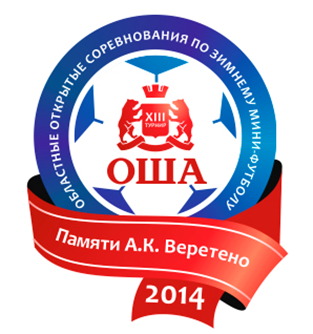 ОБЛАСТНЫЕ ОТКРЫТЫЕ СОРЕВНОВАНИЯ ПО ЗИМНЕМУ МИНИ-ФУТБОЛУ
XIII
ТУРНИР
ОША
Памяти А.К. Веретено
2014